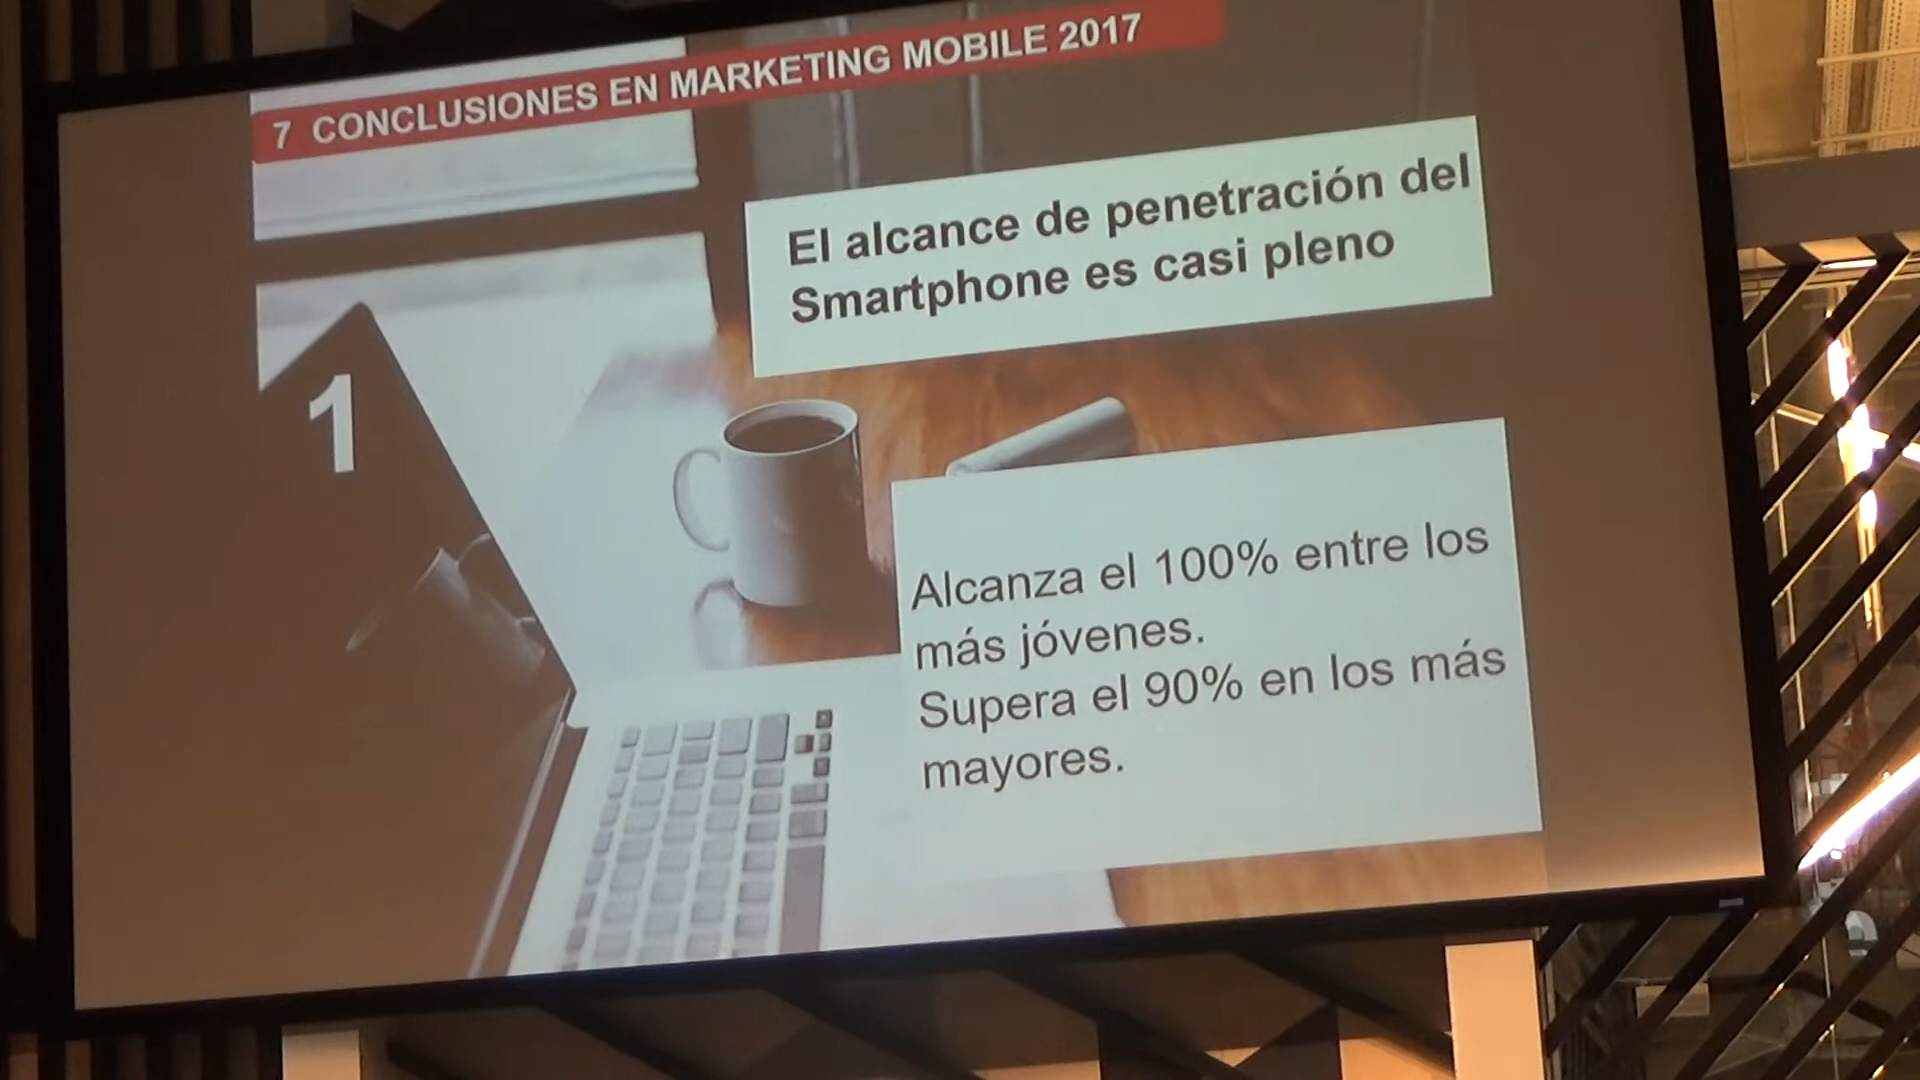 7 CONCLUSIONES EN MARKETING MOBILE 2017
El alcance de penetración del
Smartphone es casi pleno
1
Alcanza el 100% entre los
más jóvenes.
Supera el 90% en los más
mayores.